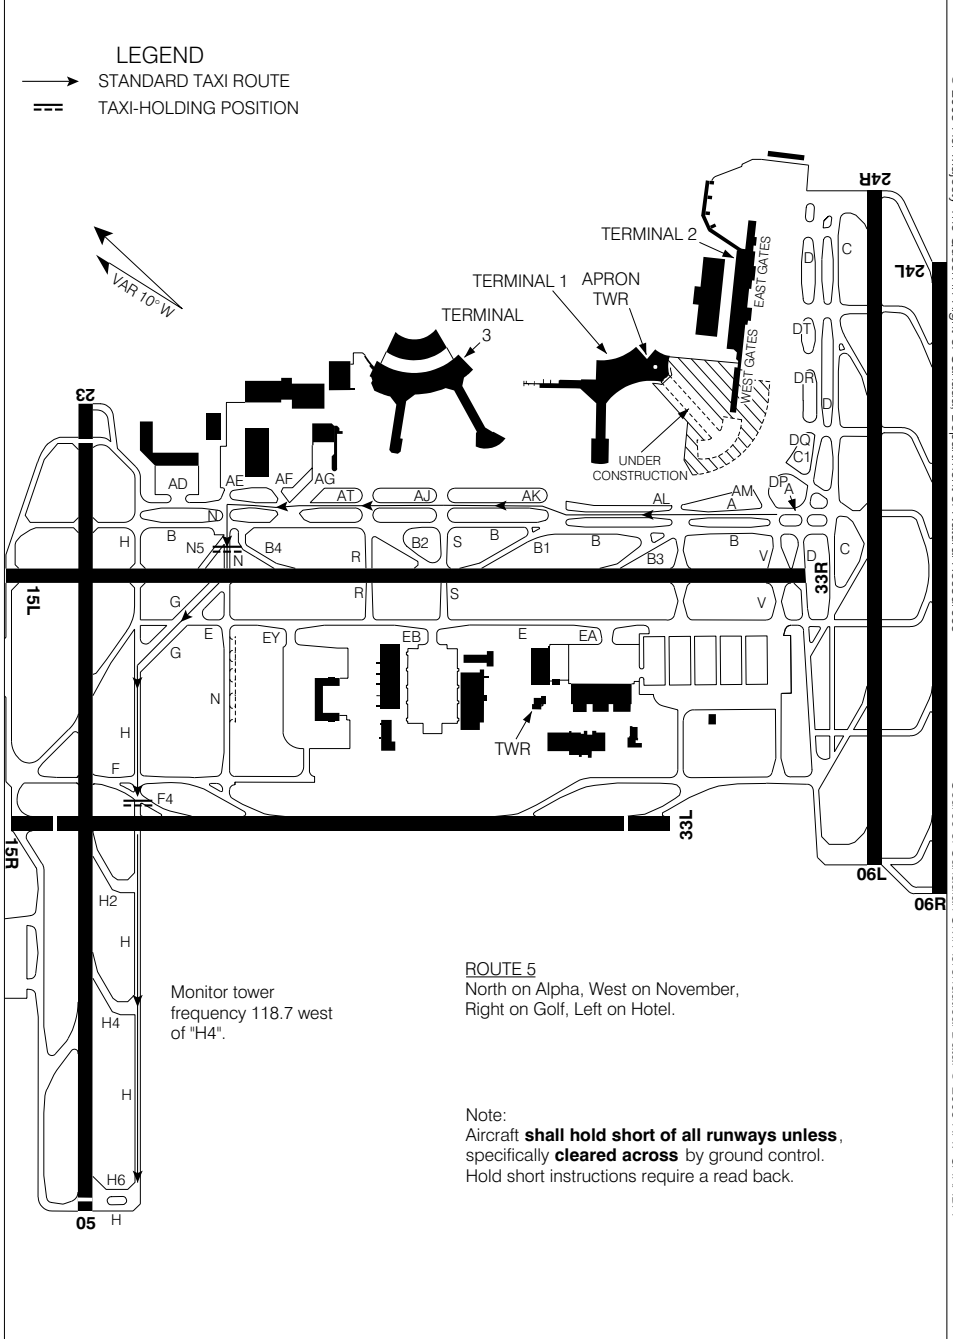 LEGEND
STANDARD TAXI ROUTE
TAXI-HOLDING POSITION
24R
TERMINAL 2
C
EAST GATES
D
24L
VAR 10° W
TERMINAL 1
APRON
TWR
TERMINAL
3
DT
WEST GATES
DR
23
D
DQ
C1
UNDER
CONSTRUCTION
AD
AE
AF
AG
AT
AJ
AK
AL
AM
A
DP
A
N
H
B
N5
N
B4
R
B2
S
B
B1
B
B3
B
V
D
C
15L
33R
G
R
S
V
E
EY
EB
E
EA
G
N
H
TWR
F
F4
15R
33L
06L
H2
06R
H
ROUTE 5
North on Alpha, West on November,
Right on Golf, Left on Hotel.
Monitor tower
frequency 118.7 west
of "H4".
H4
H
Note:
Aircraft shall hold short of all runways unless,
specifically cleared across by ground control.
Hold short instructions require a read back.
H6
05
H